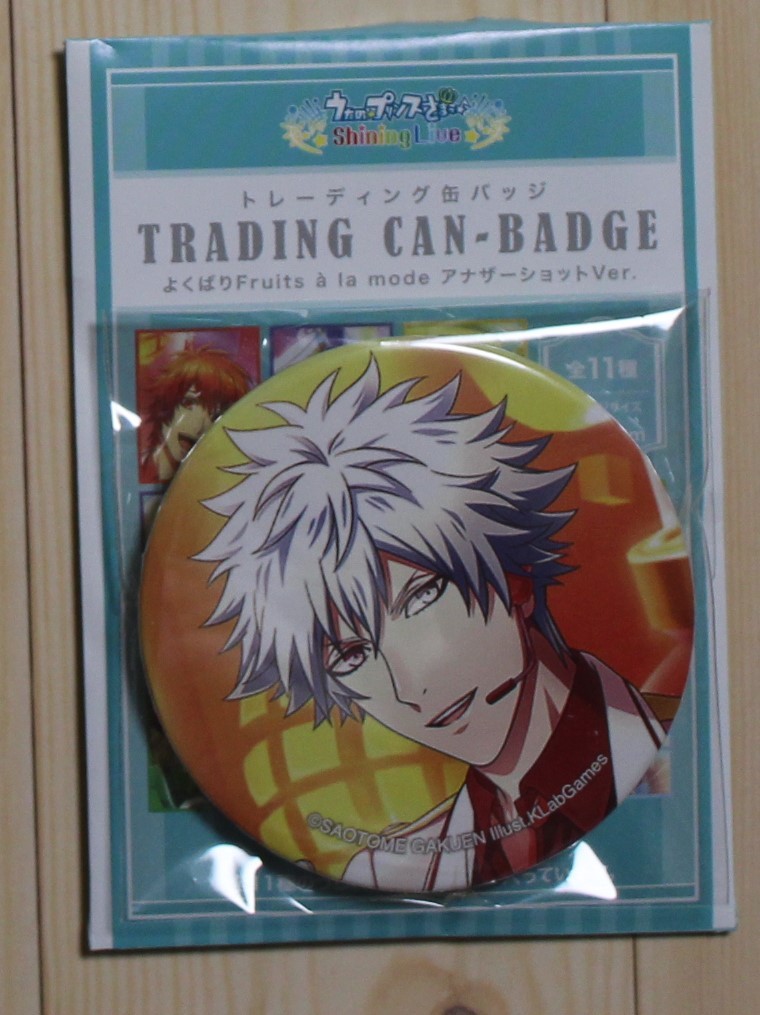 うたの☆プリンスさまっ♪
Shining Live
トレーディング缶バッジ
TRADING CAN-BADGE
よくばりFruits à la mode アナザーショットVer.
全11種
©SAOTOME GAKUEN Illust.KLabGames